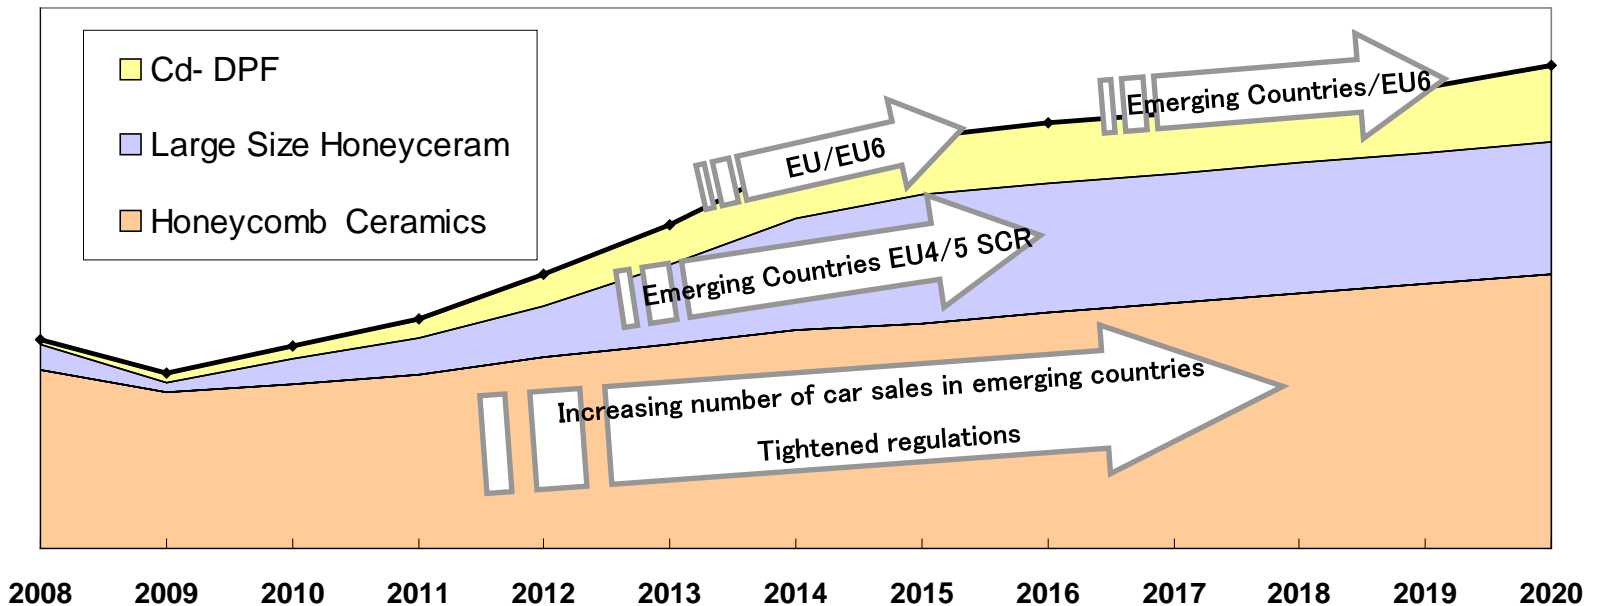 Cd- DPF
Large Size Honeyceram
Honeycomb Ceramics
Emerging Countries/EU6
EU/EU6
Emerging Countries EU4/5 SCR
Increasing number of car sales in emerging countries
Tightened regulations
2008 2009 2010 2011 2012 2013 2014 2015 2016 2017 2018 2019 2020